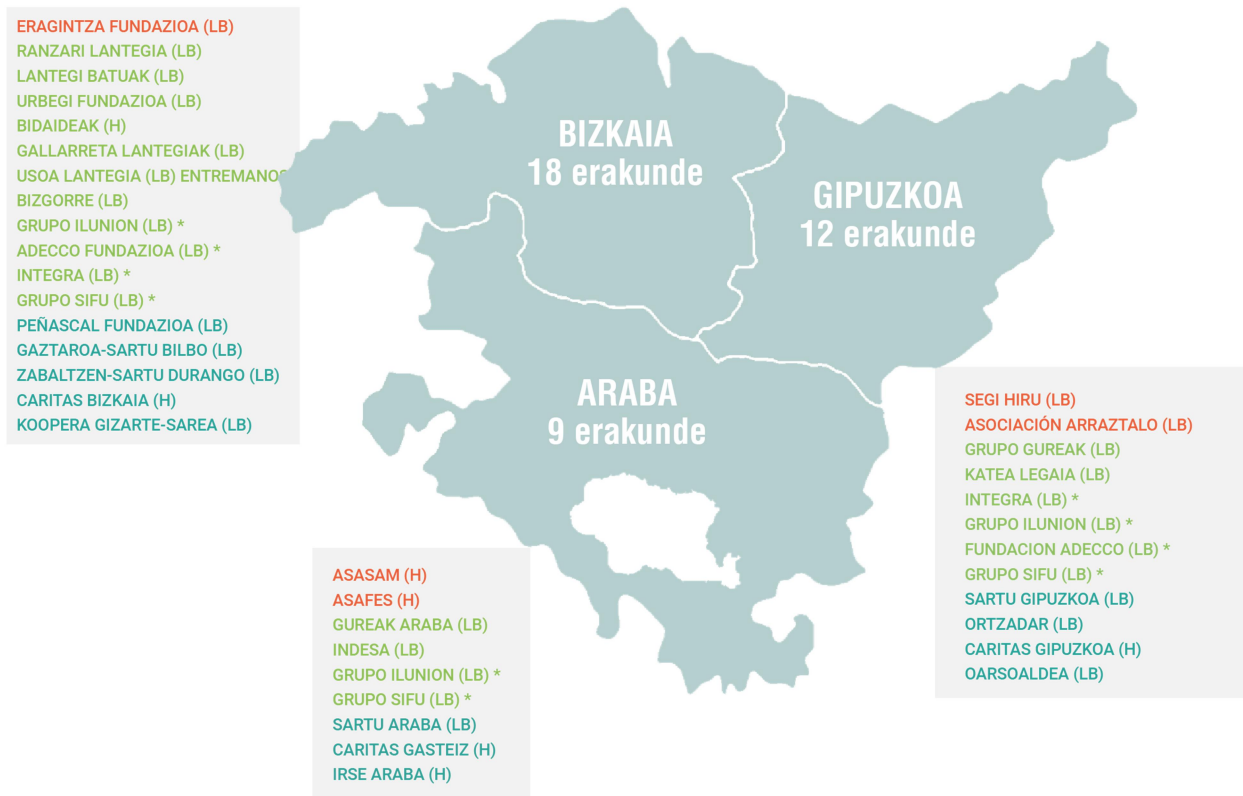 ERAGINTZA FUNDAZIOA (LB)
RANZARI LANTEGIA (LB)
LANTEGI BATUAK (LB)
URBEGI FUNDAZIOA (LB)
BIDAIDEAK (H)
GALLARRETA LANTEGIAK (LB)
USOA LANTEGIA (LB)
BIZGORRE (LB)
GRUPO ILUNION (LB) *
ADECCO FUNDAZIOA (LB) *
INTEGRA (LB) *
GRUPO SIFU (LB) *
PEÑASCAL FUNDAZIOA (LB)
GAZTAROA-SARTU BILBO (LB)
ZABALTZEN-SARTU DURANGO (LB)
CARITAS BIZKAIA (H)
KOOPERA GIZARTE-SAREA (LB)
BIZKAIA
18 erakunde
GIPUZKOA
12 erakunde
ARABA
9 erakunde
SEGI HIRU (LB)
ASOCIACIÓN ARRAZTALO (LB)
GRUPO GUREAK (LB)
KATEA LEGAIA (LB)
INTEGRA (LB) *
GRUPO ILUNION (LB) *
FUNDACION ADECCO (LB) *
GRUPO SIFU (LB) *
SARTU GIPUZKOA (LB)
ORTZADAR (LB)
CARITAS GIPUZKOA (H)
OARSOALDEA (LB)
ASASAM (H)
ASAFES (H)
GUREAK ARABA (LB)
INDESA (LB)
GRUPO ILUNION (LB) *
GRUPO SIFU (LB) *
SARTU ARABA (LB)
CARITAS GASTEIZ (H)
IRSE ARABA (H)